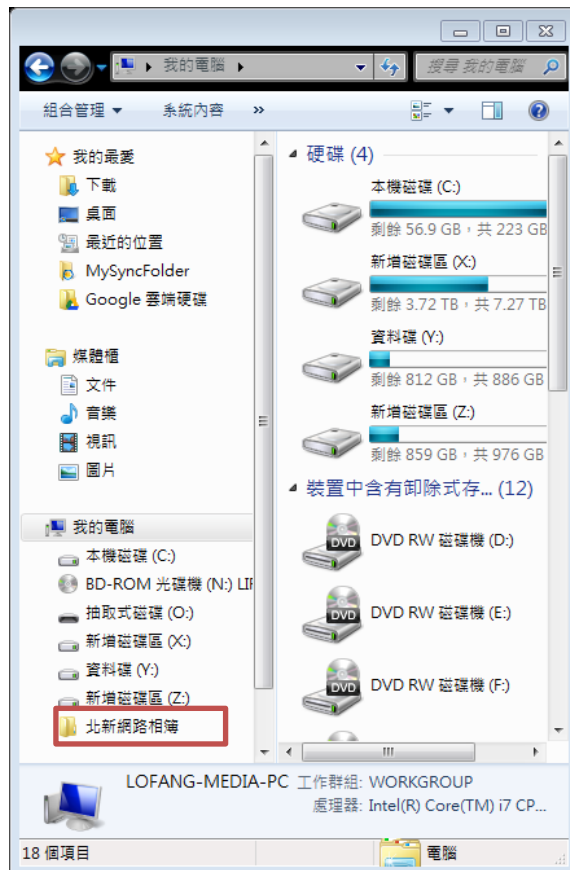 我的電腦
搜尋 我的電腦
組合管理
系統內容
»
我的最愛
下載
桌面
最近的位置
MySyncFolder
Google 雲端硬碟
媒體櫃
文件
音樂
視訊
圖片
我的電腦
本機磁碟 (C:)
BD-ROM 光碟機 (N:) LIF
抽取式磁碟 (O:)
新增磁碟區 (X:)
資料碟 (Y:)
新增磁碟區 (Z:)
北新網路相簿
硬碟 (4)
本機磁碟 (C:)
剩餘 56.9 GB，共 223 GB
新增磁碟區 (X:)
剩餘 3.72 TB，共 7.27 TB
資料碟 (Y:)
剩餘 812 GB，共 886 GB
新增磁碟區 (Z:)
剩餘 859 GB，共 976 GB
裝置中含有卸除式存... (12)
DVD RW 磁碟機 (D:)
DVD RW 磁碟機 (E:)
DVD RW 磁碟機 (F:)
LOFANG-MEDIA-PC 工作群組: WORKGROUP
處理器: Intel(R) Core(TM) i7 CP...
18 個項目
電腦